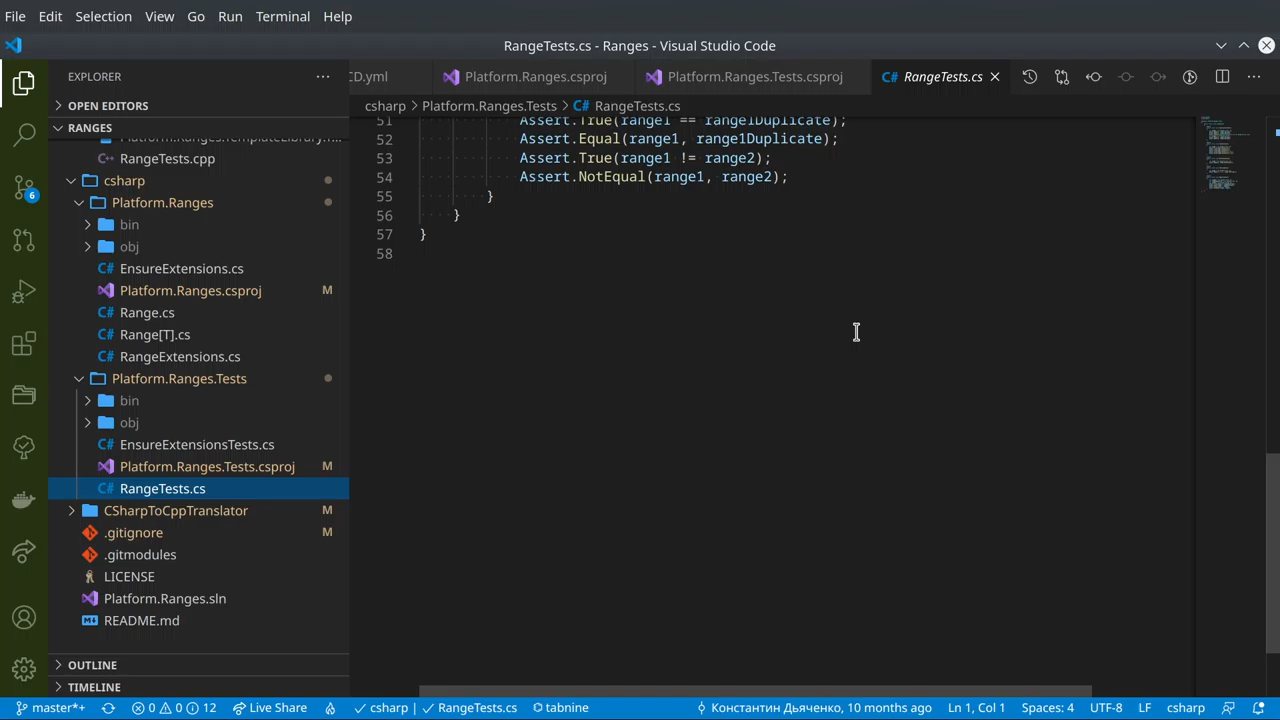 File Edit Selection View Go Run Terminal Help
RangeTests.cs - Ranges - Visual Studio Code
EXPLORER
CD.yml Platform.Ranges.csproj Platform.Ranges.Tests.csproj C# RangeTests.cs
OPEN EDITORS
csharp > Platform.Ranges.Tests > C# RangeTests.cs
RANGES
RangeTests.cpp
csharp
Platform.Ranges
bin
obj
C# EnsureExtensions.cs
Platform.Ranges.csproj M
C# Range.cs
C# Range[T].cs
C# RangeExtensions.cs
Platform.Ranges.Tests
bin
obj
C# EnsureExtensionsTests.cs
Platform.Ranges.Tests.csproj M
C# RangeTests.cs
CSharpToCppTranslator M
.gitignore M
.gitmodules
LICENSE
Platform.Ranges.sln
README.md
OUTLINE
TIMELINE
6
51 Assert.True(range1 == range1Duplicate);
52 Assert.Equal(range1, range1Duplicate);
53 Assert.True(range1 != range2);
54 Assert.NotEqual(range1, range2);
55 }
56 }
57 }
58
master*+ 0 0 12 Live Share csharp RangeTests.cs tabnine Константин Дьяченко, 10 months ago Ln 1, Col 1 Spaces: 4 UTF-8 LF csharp